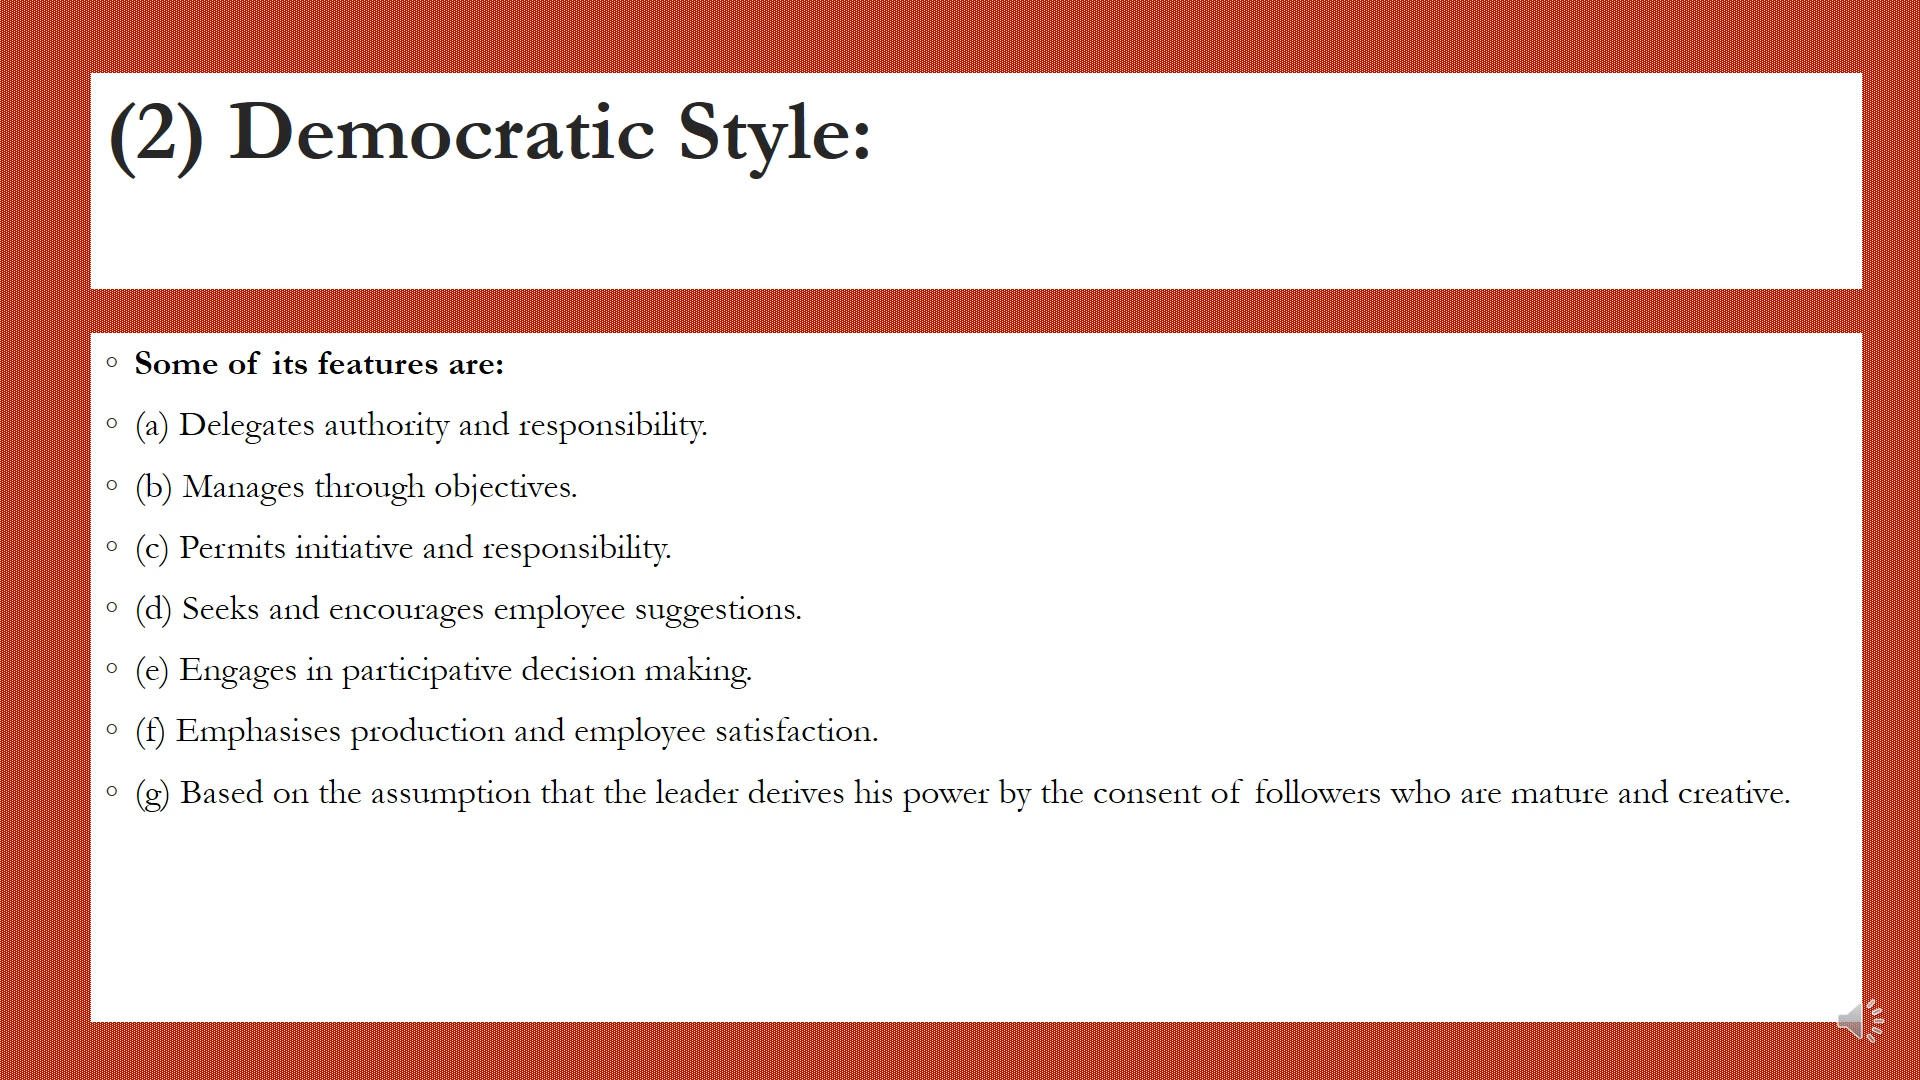 (2) Democratic Style:
◦ Some of its features are:
◦ (a) Delegates authority and responsibility.
◦ (b) Manages through objectives.
◦ (c) Permits initiative and responsibility.
◦ (d) Seeks and encourages employee suggestions.
◦ (e) Engages in participative decision making.
◦ (f) Emphasises production and employee satisfaction.
◦ (g) Based on the assumption that the leader derives his power by the consent of followers who are mature and creative.